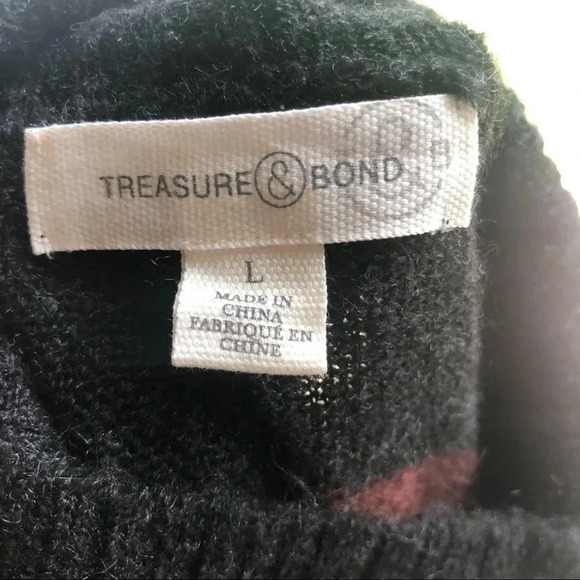 TREASURE & BOND
L
MADE IN
CHINA
FABRIQUÉ EN
CHINE